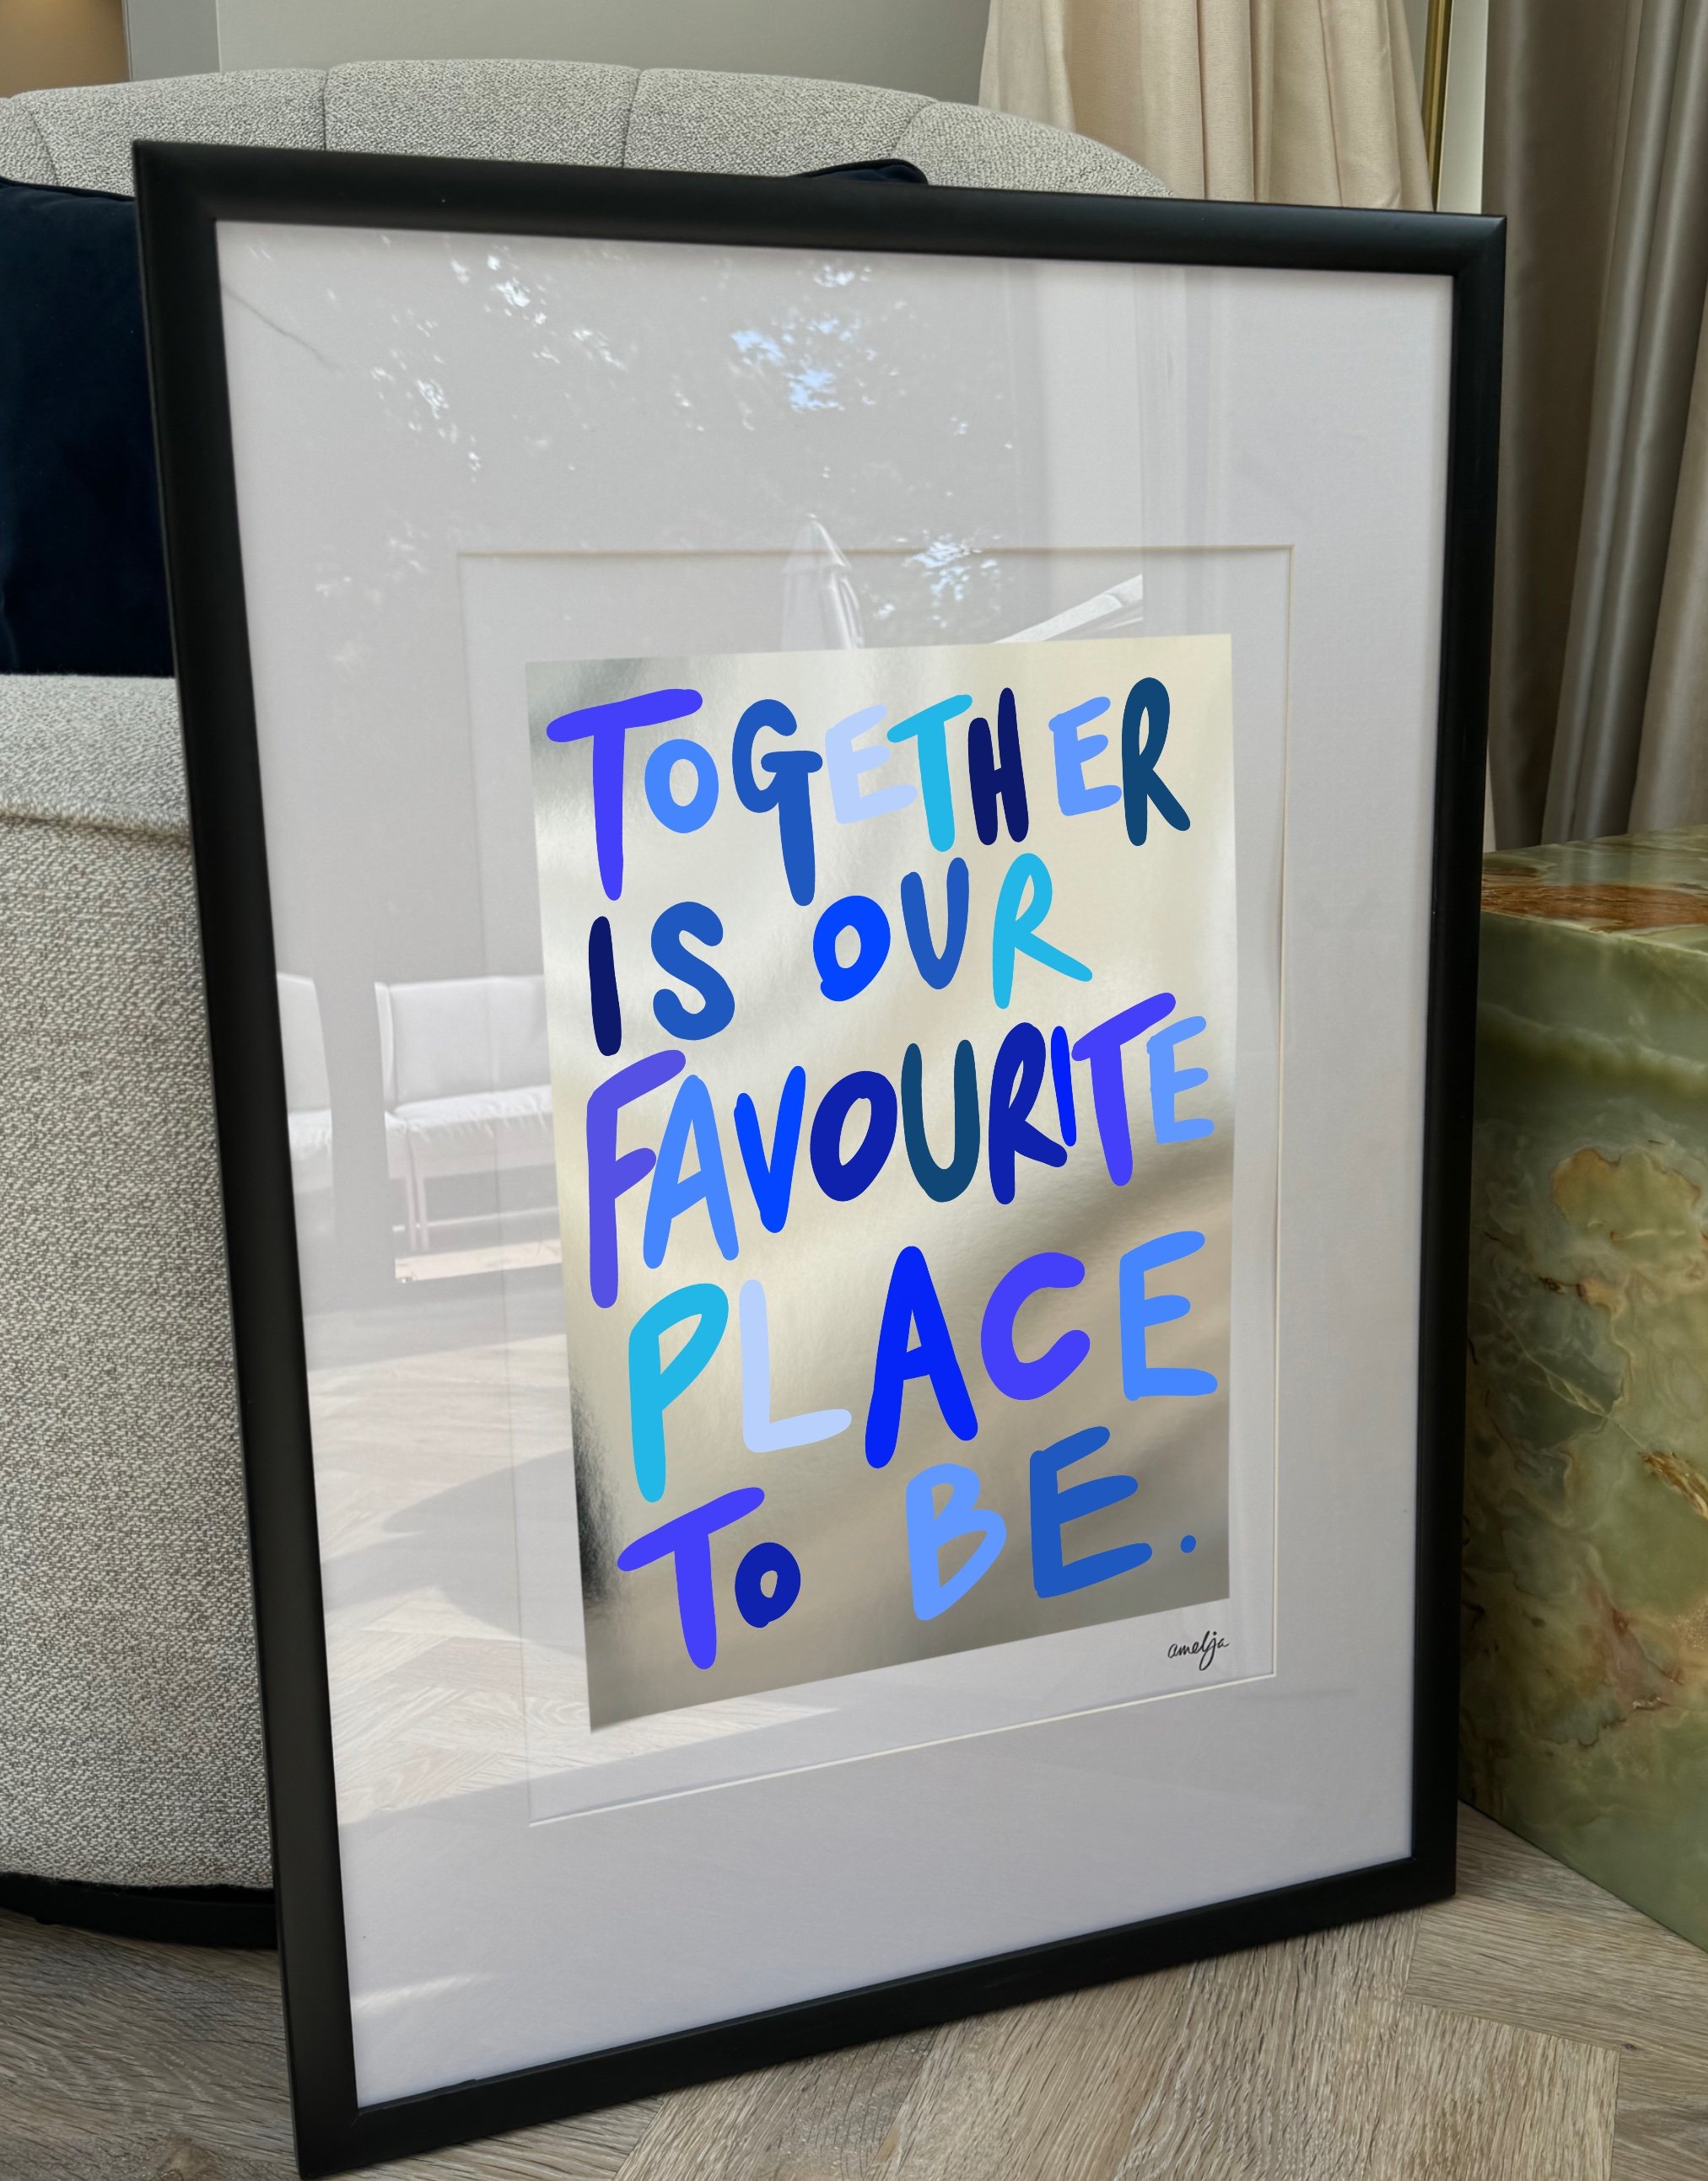 TOGETHER
IS OUR
FAVOURITE
PLACE
TO BE.
amelja